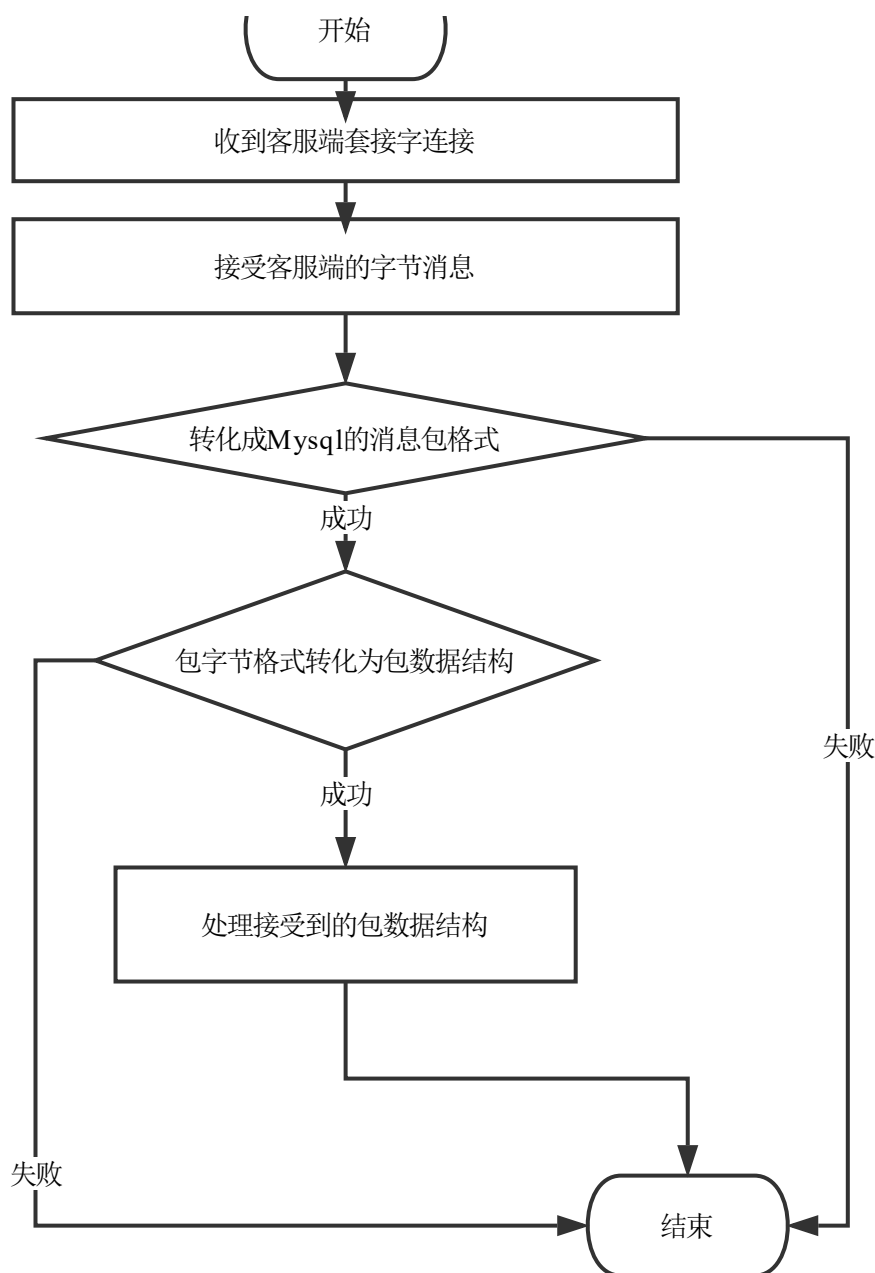 开始
收到客服端套接字连接
接受客服端的字节消息
转化成Mysql的消息包格式
成功
包字节格式转化为包数据结构
失败
成功
处理接受到的包数据结构
失败
结束